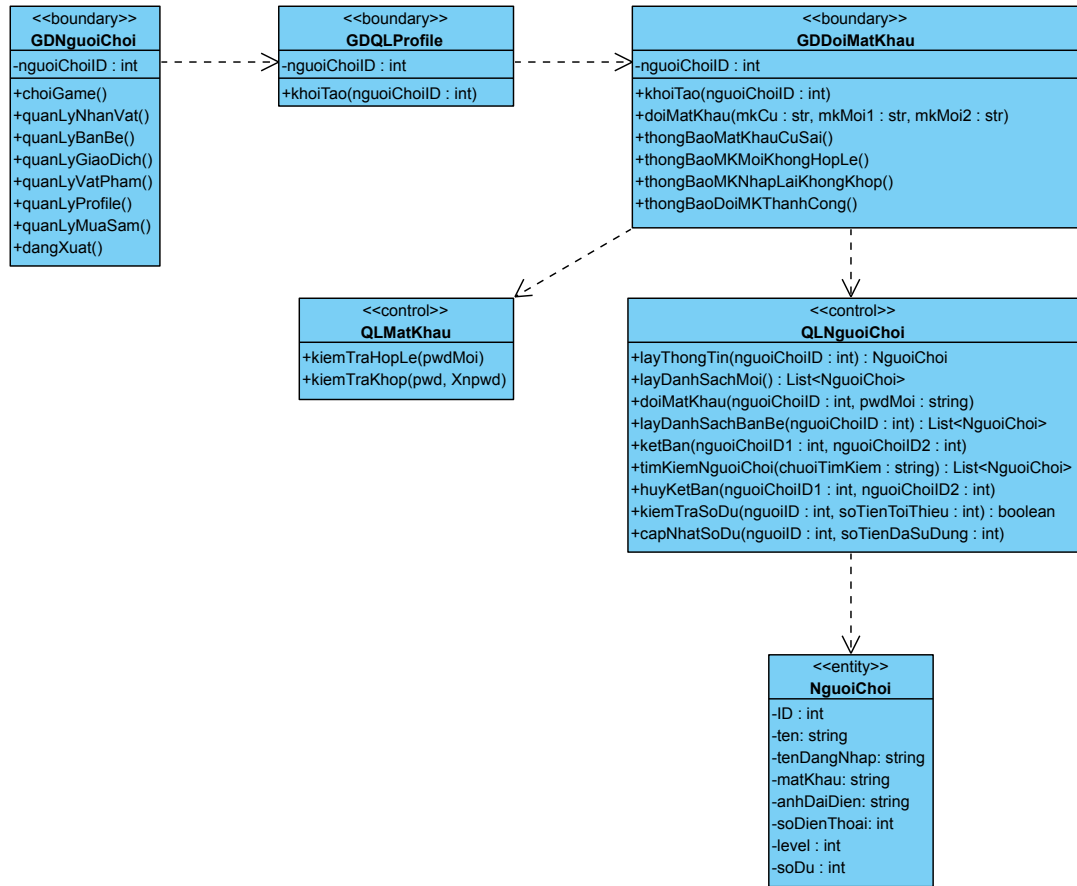 <<boundary>>
GDNguoiChoi
-nguoiChoiID : int
+choiGame()
+quanLyNhanVat()
+quanLyBanBe()
+quanLyGiaoDich()
+quanLyVatPham()
+quanLyProfile()
+quanLyMuaSam()
+dangXuat()
<<boundary>>
GDQLProfile
-nguoiChoiID : int
+khoiTao(nguoiChoiID : int)
<<boundary>>
GDDoiMatKhau
-nguoiChoiID : int
+khoiTao(nguoiChoiID : int)
+doiMatKhau(mkCu : str, mkMoi1 : str, mkMoi2 : str)
+thongBaoMatKhauCuSai()
+thongBaoMKMoiKhongHopLe()
+thongBaoMKNhapLaiKhongKhop()
+thongBaoDoiMKThanhCong()
<<control>>
QLMatKhau
+kiemTraHopLe(pwdMoi)
+kiemTraKhop(pwd, Xnpwd)
<<control>>
QLNguoiChoi
+layThongTin(nguoiChoiID : int) : NguoiChoi
+layDanhSachMoi() : List<NguoiChoi>
+doiMatKhau(nguoiChoiID : int, pwdMoi : string)
+layDanhSachBanBe(nguoiChoiID : int) : List<NguoiChoi>
+ketBan(nguoiChoiID1 : int, nguoiChoiID2 : int)
+timKiemNguoiChoi(chuoiTimKiem : string) : List<NguoiChoi>
+huyKetBan(nguoiChoiID1 : int, nguoiChoiID2 : int)
+kiemTraSoDu(nguoiID : int, soTienToiThieu : int) : boolean
+capNhatSoDu(nguoiID : int, soTienDaSuDung : int)
<<entity>>
NguoiChoi
-ID : int
-ten: string
-tenDangNhap: string
-matKhau: string
-anhDaiDien: string
-soDienThoai: int
-level : int
-soDu : int